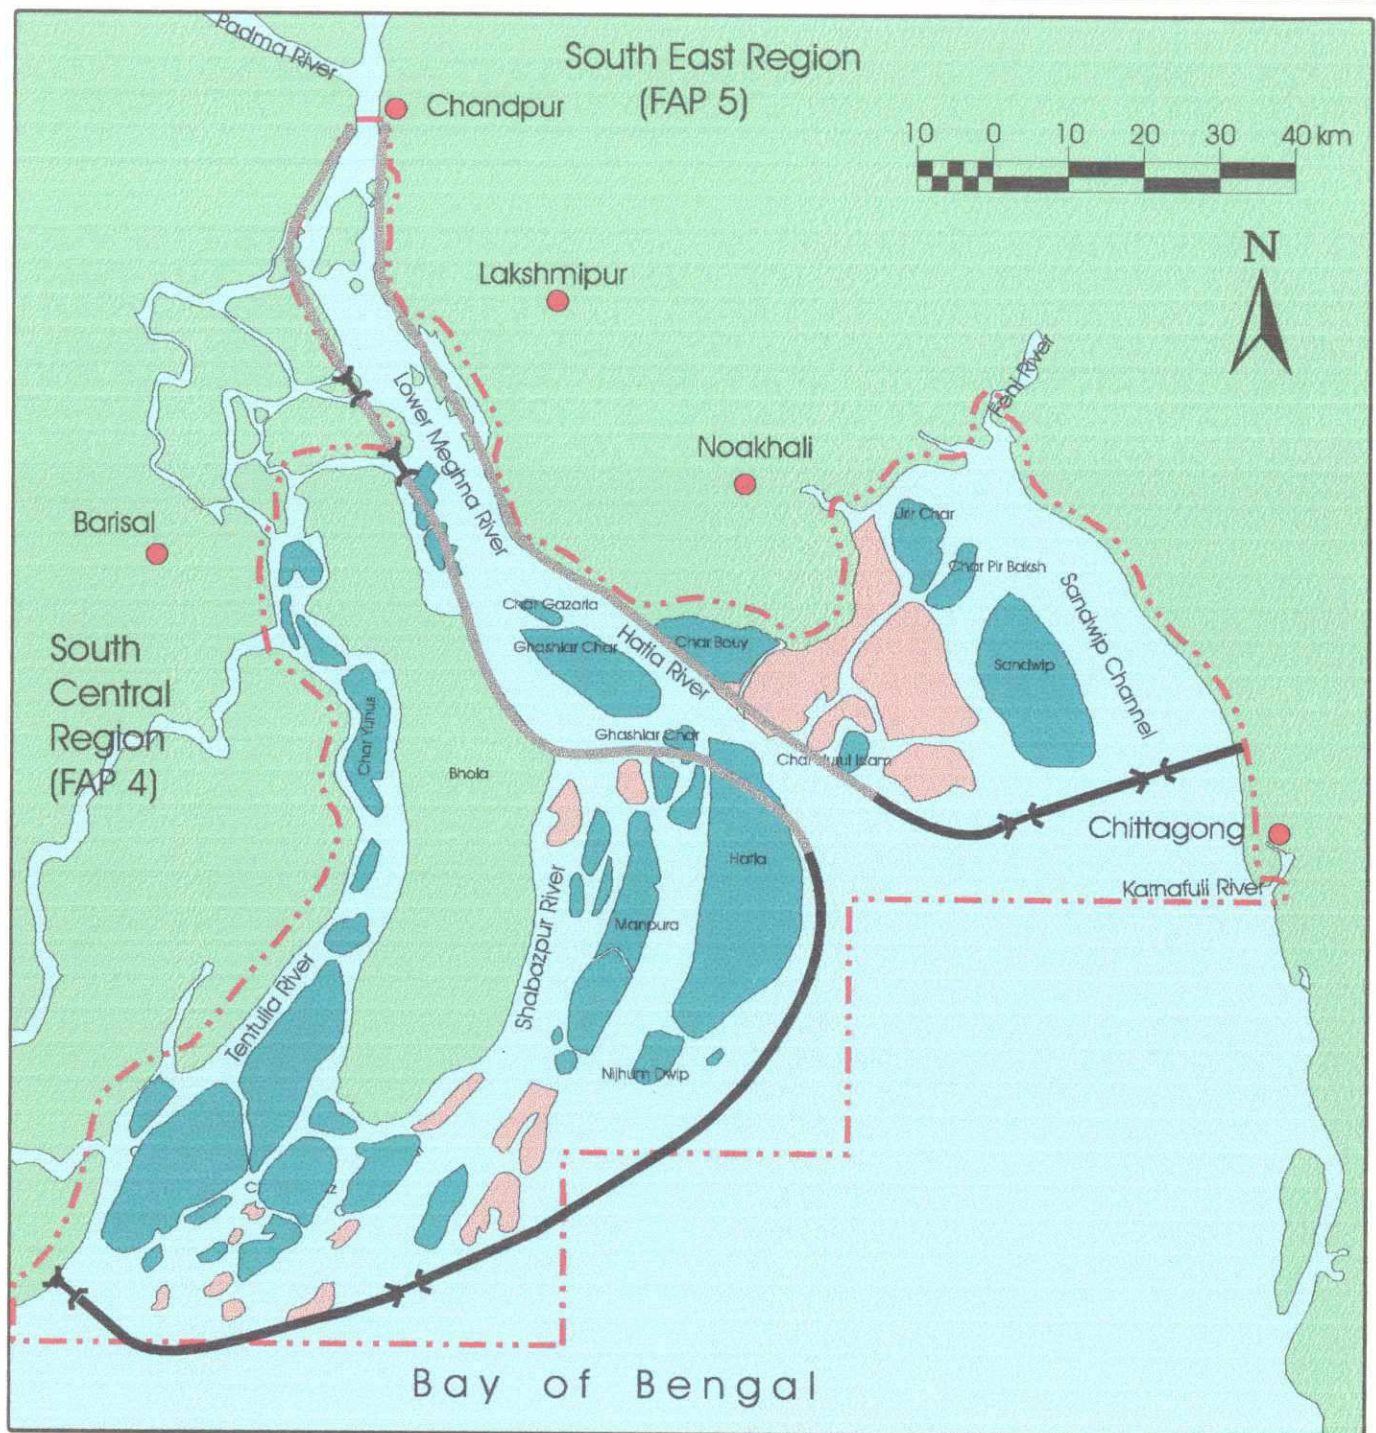 Padma River
South East Region
(FAP 5)
Chandpur
10 0 10 20 30 40 km
N
Lakshmipur
Feni River
Lower Meghna River
Noakhali
Barisal
Urir Char
Char Pir Baksh
Sandwip Channel
Char Gazaria
Ghashiar Char
Hatia River
Char Bouy
Sandwip
South
Central
Region
(FAP 4)
Char Yunus
Ghashiar Char
Char Nurul Islam
Bhola
Chittagong
Hatia
Karnafuli River
Manpura
Shabazpur River
Tentulia River
Nijhum Dwip
Bay of Bengal